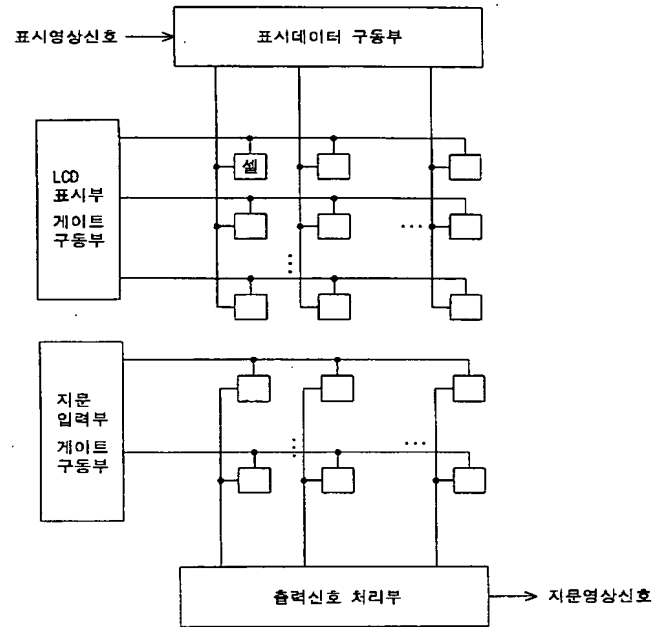 표시영상신호
표시데이터 구동부
셀
LCD
표시부
게이트
구동부
...
...
지문
입력부
게이트
구동부
...
...
출력신호 처리부
지문영상신호